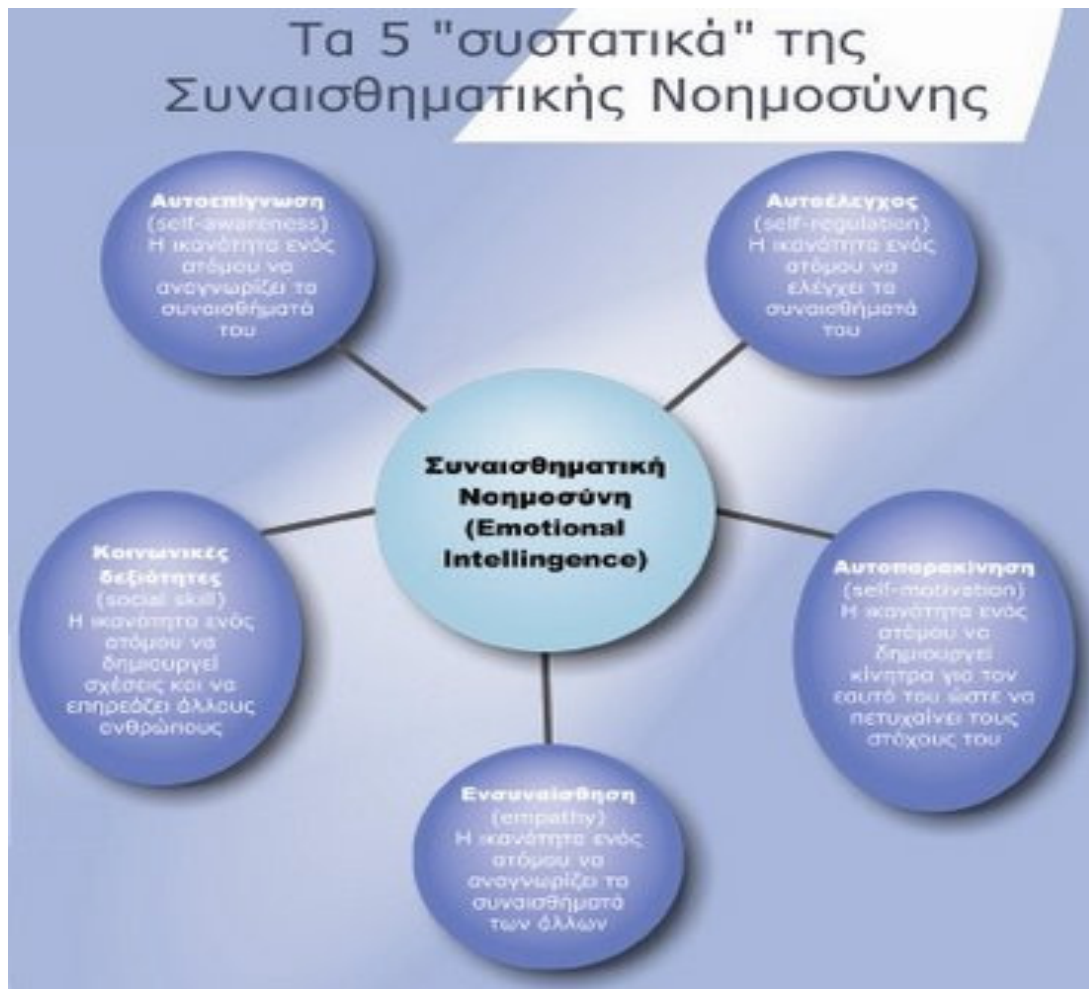 Τα 5 "συστατικά" της
Συναισθηματικής Νοημοσύνης
Αυτοεπίγνωση
(self-awareness)
Η ικανότητα ενός
ατόμου να
αναγνωρίζει τα
συναισθήματά
του
Αυτοέλεγχος
(self-regulation)
Η ικανότητα ενός
ατόμου να
ελέγχει τα
συναισθήματά
του
Συναισθηματική
Νοημοσύνη
(Emotional
Intellingence)
Κοινωνικές
δεξιότητες
(social skill)
Η ικανότητα ενός
ατόμου να
δημιουργεί
σχέσεις και να
επηρεάζει άλλους
ανθρώπους
Αυτοπαρακίνηση
(self-motivation)
Η ικανότητα ενός
ατόμου να
δημιουργεί
κίνητρα για τον
εαυτό του ώστε να
πετυχαίνει τους
στόχους του
Ενσυναίσθηση
(empathy)
Η ικανότητα ενός
ατόμου να
αναγνωρίζει τα
συναισθήματά
των άλλων